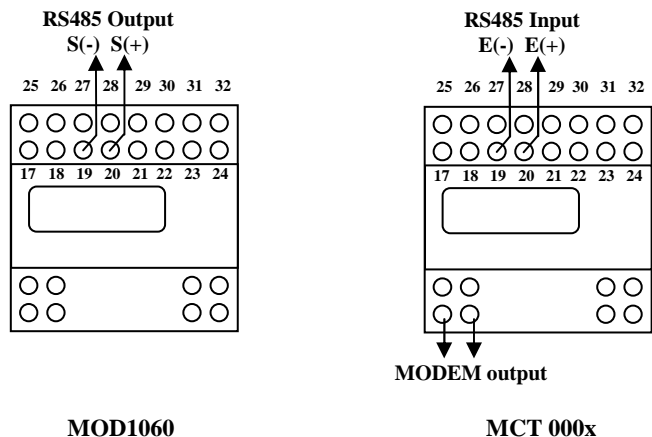 RS485 Output
S(-) S(+)
25 26 27 28 29 30 31 32
17 18 19 20 21 22 23 24
MOD1060
RS485 Input
E(-) E(+)
25 26 27 28 29 30 31 32
17 18 19 20 21 22 23 24
MODEM output
MCT 000x